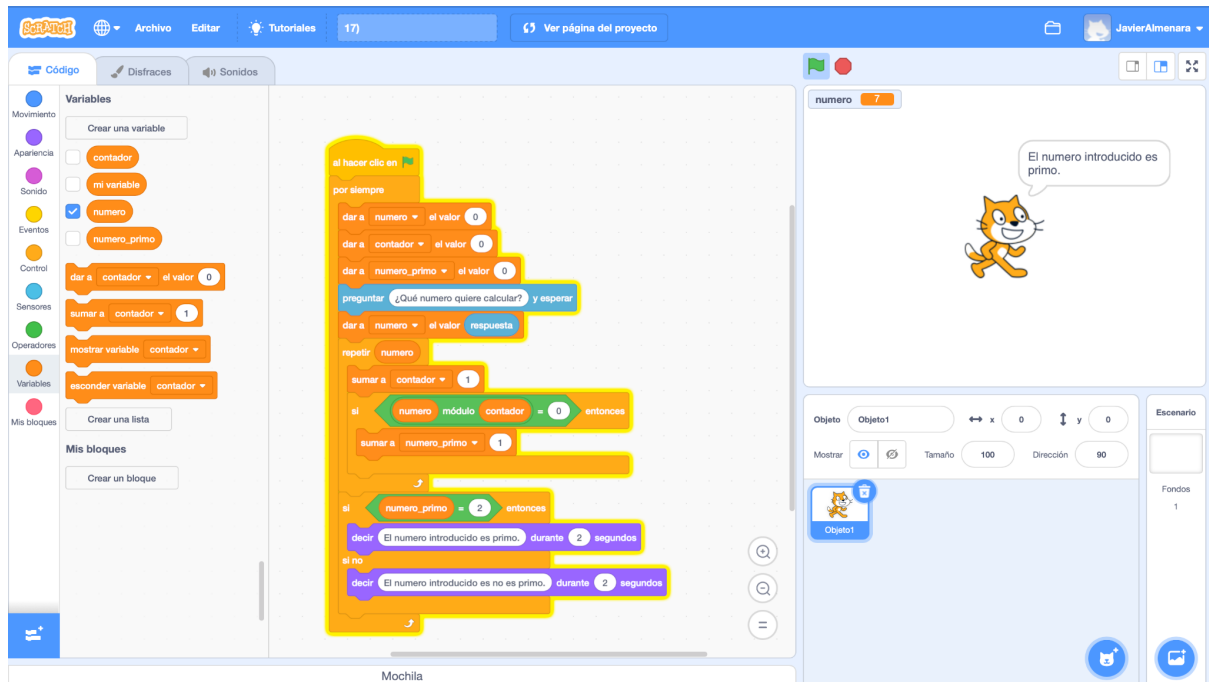 SCRATCH Archivo Editar Tutoriales 17) Ver página del proyecto JavierAlmenara
Código Disfraces Sonidos
Movimiento
Apariencia
Sonido
Eventos
Control
Sensores
Operadores
Variables
Mis bloques
Variables
Crear una variable
contador
mi variable
numero
numero_primo
dar a contador el valor 0
sumar a contador 1
mostrar variable contador
esconder variable contador
Crear una lista
Mis bloques
Crear un bloque
al hacer clic en
por siempre
dar a numero el valor 0
dar a contador el valor 0
dar a numero_primo el valor 0
preguntar ¿Qué numero quiere calcular? y esperar
dar a numero el valor respuesta
repetir numero
sumar a contador 1
si numero módulo contador = 0 entonces
sumar a numero_primo 1
si numero_primo = 2 entonces
decir El numero introducido es primo. durante 2 segundos
si no
decir El numero introducido es no es primo. durante 2 segundos
=
Mochila
numero 7
El numero introducido es
primo.
Objeto Objeto1 x 0 y 0
Mostrar Tamaño 100 Dirección 90
Objeto1
Escenario
Fondos
1